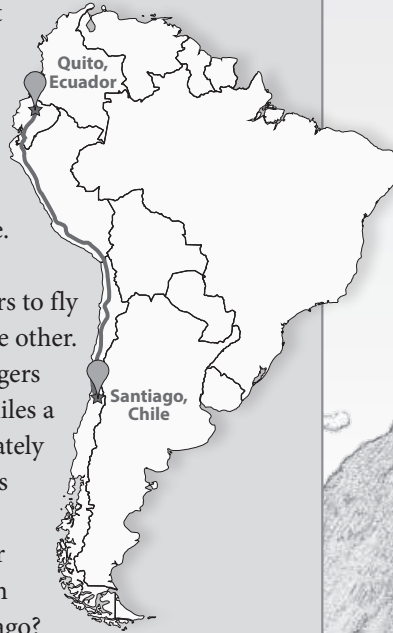 t
Quito,
Ecuador
e.
rs to fly
e other.
gers
iles a
ately
s
r
n
ago?
Santiago,
Chile